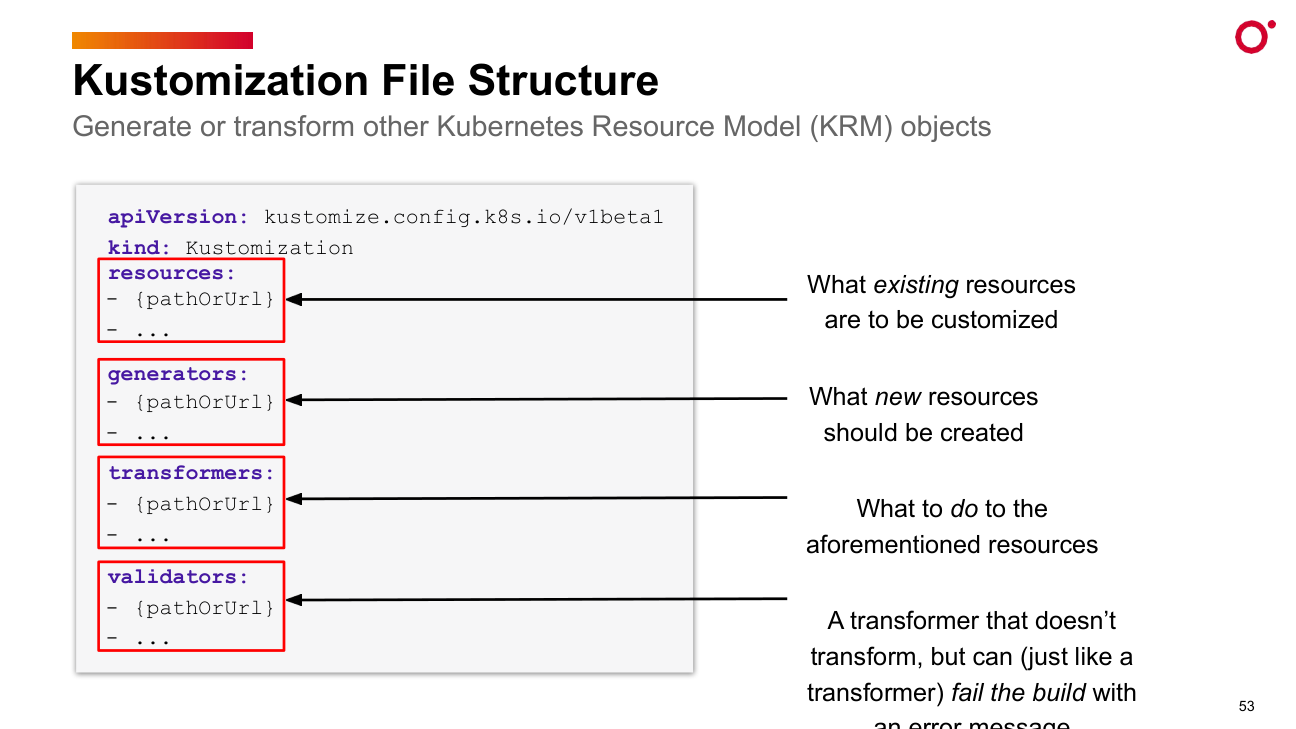 Kustomization File Structure
Generate or transform other Kubernetes Resource Model (KRM) objects
apiVersion: kustomize.config.k8s.io/v1beta1
kind: Kustomization
resources:
- {pathOrUrl}
- ...
generators:
- {pathOrUrl}
- ...
transformers:
- {pathOrUrl}
- ...
validators:
- {pathOrUrl}
- ...
What existing resources
are to be customized
What new resources
should be created
What to do to the
aforementioned resources
A transformer that doesn’t
transform, but can (just like a
transformer) fail the build with
an error message
53